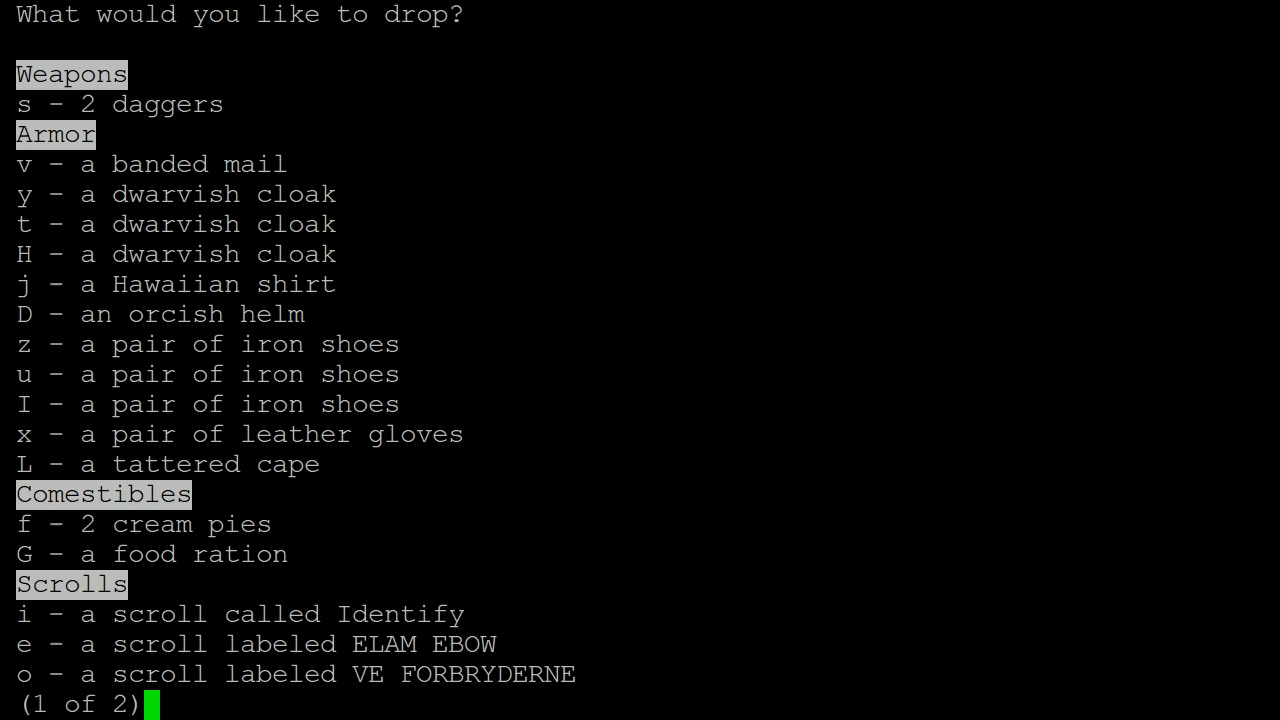 What would you like to drop?
Weapons
s - 2 daggers
Armor
v - a banded mail
y - a dwarvish cloak
t - a dwarvish cloak
H - a dwarvish cloak
j - a Hawaiian shirt
D - an orcish helm
z - a pair of iron shoes
u - a pair of iron shoes
I - a pair of iron shoes
x - a pair of leather gloves
L - a tattered cape
Comestibles
f - 2 cream pies
G - a food ration
Scrolls
i - a scroll called Identify
e - a scroll labeled ELAM EBOW
o - a scroll labeled VE FORBRYDERNE
(1 of 2)